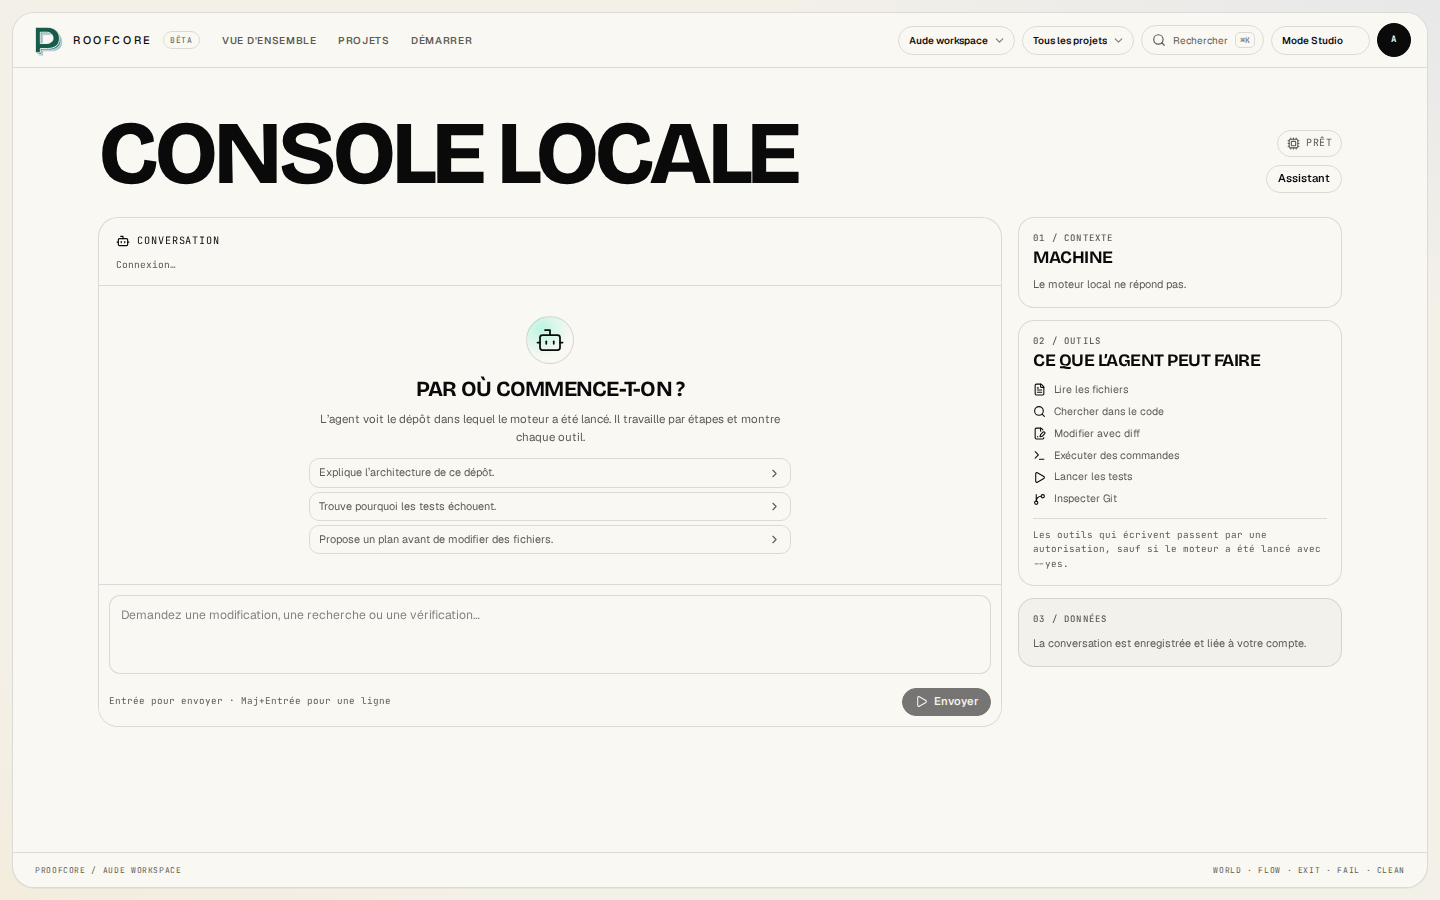 ROOFCORE
BÊTA
VUE D'ENSEMBLE
PROJETS
DÉMARRER
Aude workspace
Tous les projets
Rechercher
⌘K
Mode Studio
A
CONSOLE LOCALE
PRÊT
Assistant
CONVERSATION
Connexion…
PAR OÙ COMMENCE-T-ON ?
L'agent voit le dépôt dans lequel le moteur a été lancé. Il travaille par étapes et montre
chaque outil.
Explique l'architecture de ce dépôt.
Trouve pourquoi les tests échouent.
Propose un plan avant de modifier des fichiers.
Demandez une modification, une recherche ou une vérification…
Entrée pour envoyer · Maj+Entrée pour une ligne
Envoyer
01 / CONTEXTE
MACHINE
Le moteur local ne répond pas.
02 / OUTILS
CE QUE L'AGENT PEUT FAIRE
Lire les fichiers
Chercher dans le code
Modifier avec diff
Exécuter des commandes
Lancer les tests
Inspecter Git
Les outils qui écrivent passent par une
autorisation, sauf si le moteur a été lancé avec
--yes.
03 / DONNÉES
La conversation est enregistrée et liée à votre compte.
PROOFCORE / AUDE WORKSPACE
WORLD · FLOW · EXIT · FAIL · CLEAN